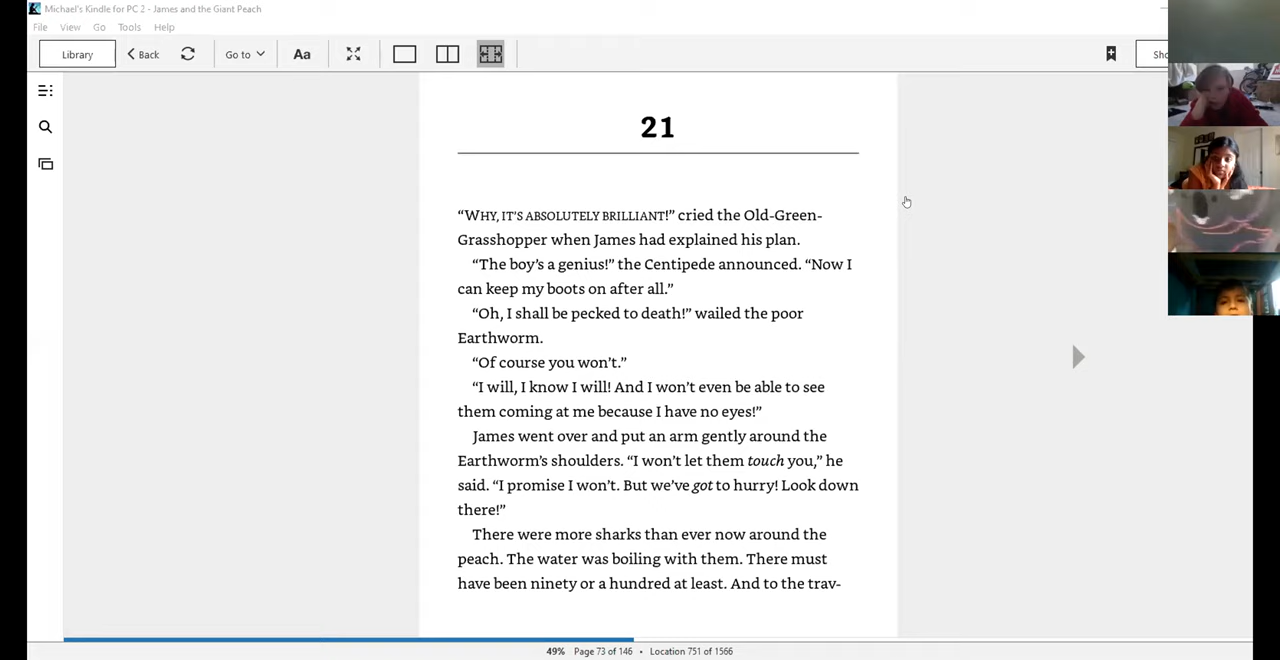 Michael's Kindle for PC 2 - James and the Giant Peach
File View Go Tools Help
Library Back Go to Aa
21
“WHY, IT’S ABSOLUTELY BRILLIANT!” cried the Old-Green-
Grasshopper when James had explained his plan.
“The boy’s a genius!” the Centipede announced. “Now I
can keep my boots on after all.”
“Oh, I shall be pecked to death!” wailed the poor
Earthworm.
“Of course you won’t.”
“I will, I know I will! And I won’t even be able to see
them coming at me because I have no eyes!”
James went over and put an arm gently around the
Earthworm’s shoulders. “I won’t let them touch you,” he
said. “I promise I won’t. But we’ve got to hurry! Look down
there!”
There were more sharks than ever now around the
peach. The water was boiling with them. There must
have been ninety or a hundred at least. And to the trav-
49% Page 73 of 146 • Location 751 of 1566